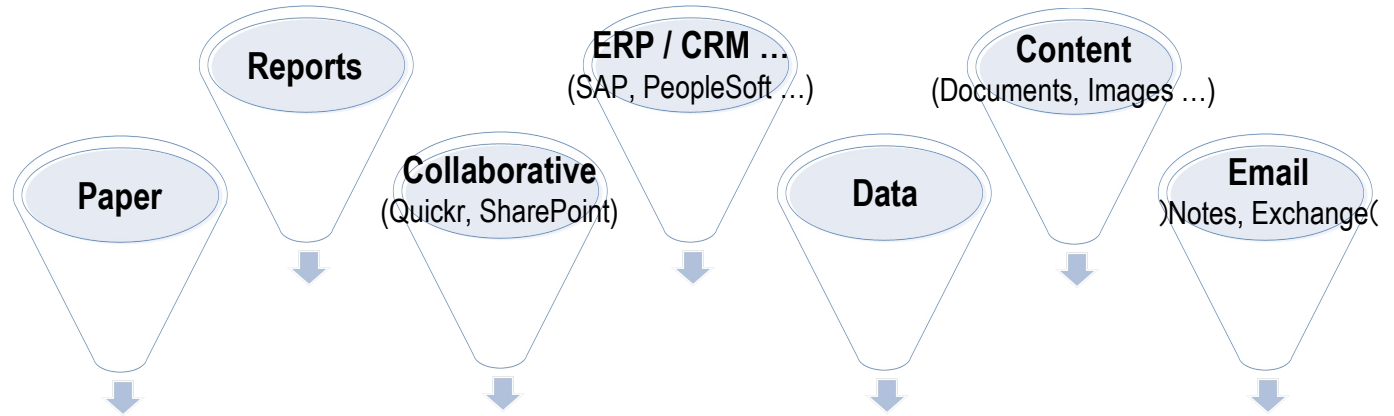 Reports
ERP / CRM …
(SAP, PeopleSoft …)
Content
(Documents, Images …)
Paper
Collaborative
(Quickr, SharePoint)
Data
Email
)Notes, Exchange(